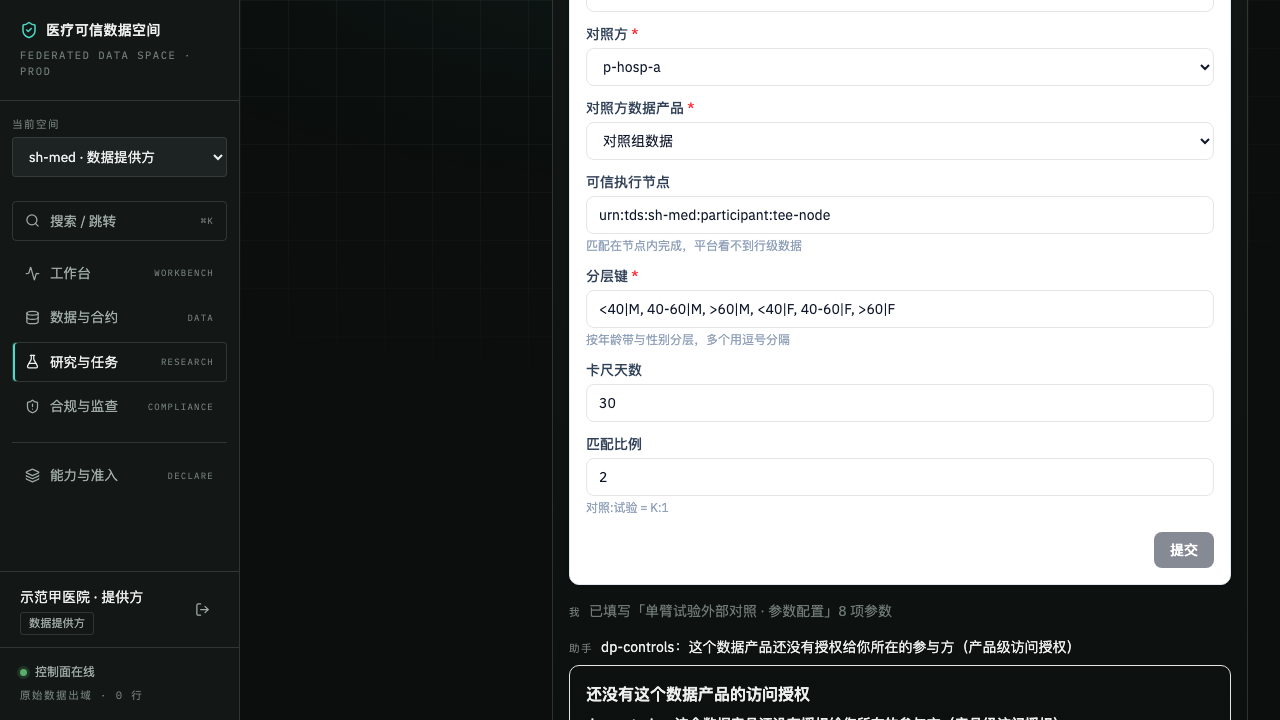 医疗可信数据空间
FEDERATED DATA SPACE ·
PROD
当前空间
sh-med · 数据提供方
搜索 / 跳转 ⌘K
工作台 WORKBENCH
数据与合约 DATA
研究与任务 RESEARCH
合规与监查 COMPLIANCE
能力与准入 DECLARE
示范甲医院 · 提供方
数据提供方
控制面在线
原始数据出域 · 0 行
对照方 *
p-hosp-a
对照方数据产品 *
对照组数据
可信执行节点
urn:tds:sh-med:participant:tee-node
匹配在节点内完成，平台看不到行级数据
分层键 *
<40|M, 40-60|M, >60|M, <40|F, 40-60|F, >60|F
按年龄带与性别分层，多个用逗号分隔
卡尺天数
30
匹配比例
2
对照:试验 = K:1
提交
我 已填写「单臂试验外部对照 · 参数配置」8 项参数
助手 dp-controls：这个数据产品还没有授权给你所在的参与方（产品级访问授权）
还没有这个数据产品的访问授权